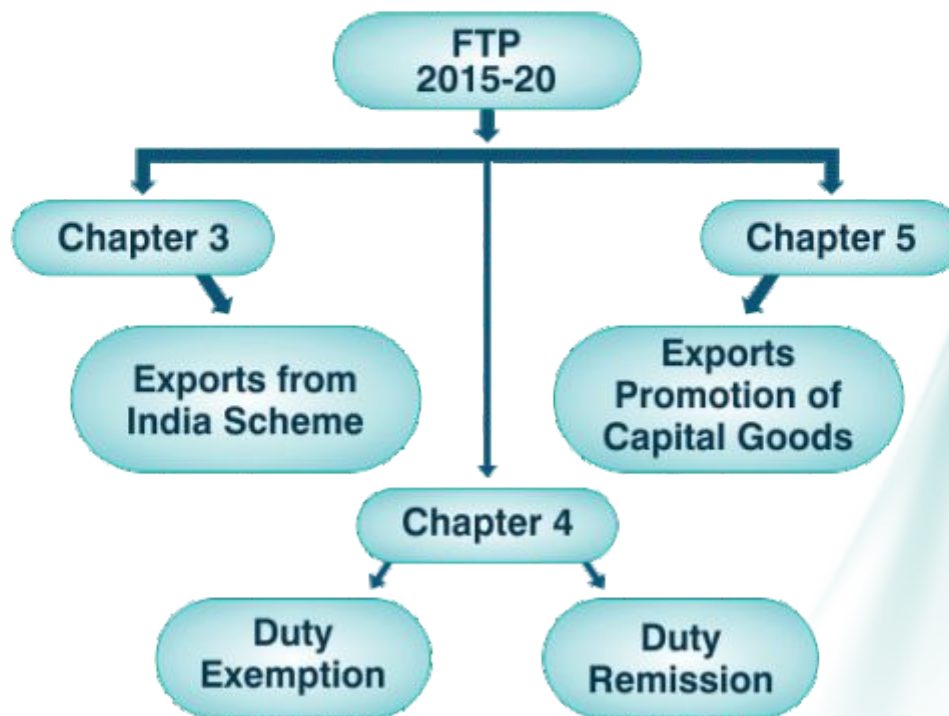 FTP
2015-20
Chapter 3
Chapter 5
Exports from
India Scheme
Exports
Promotion of
Capital Goods
Chapter 4
Duty
Exemption
Duty
Remission